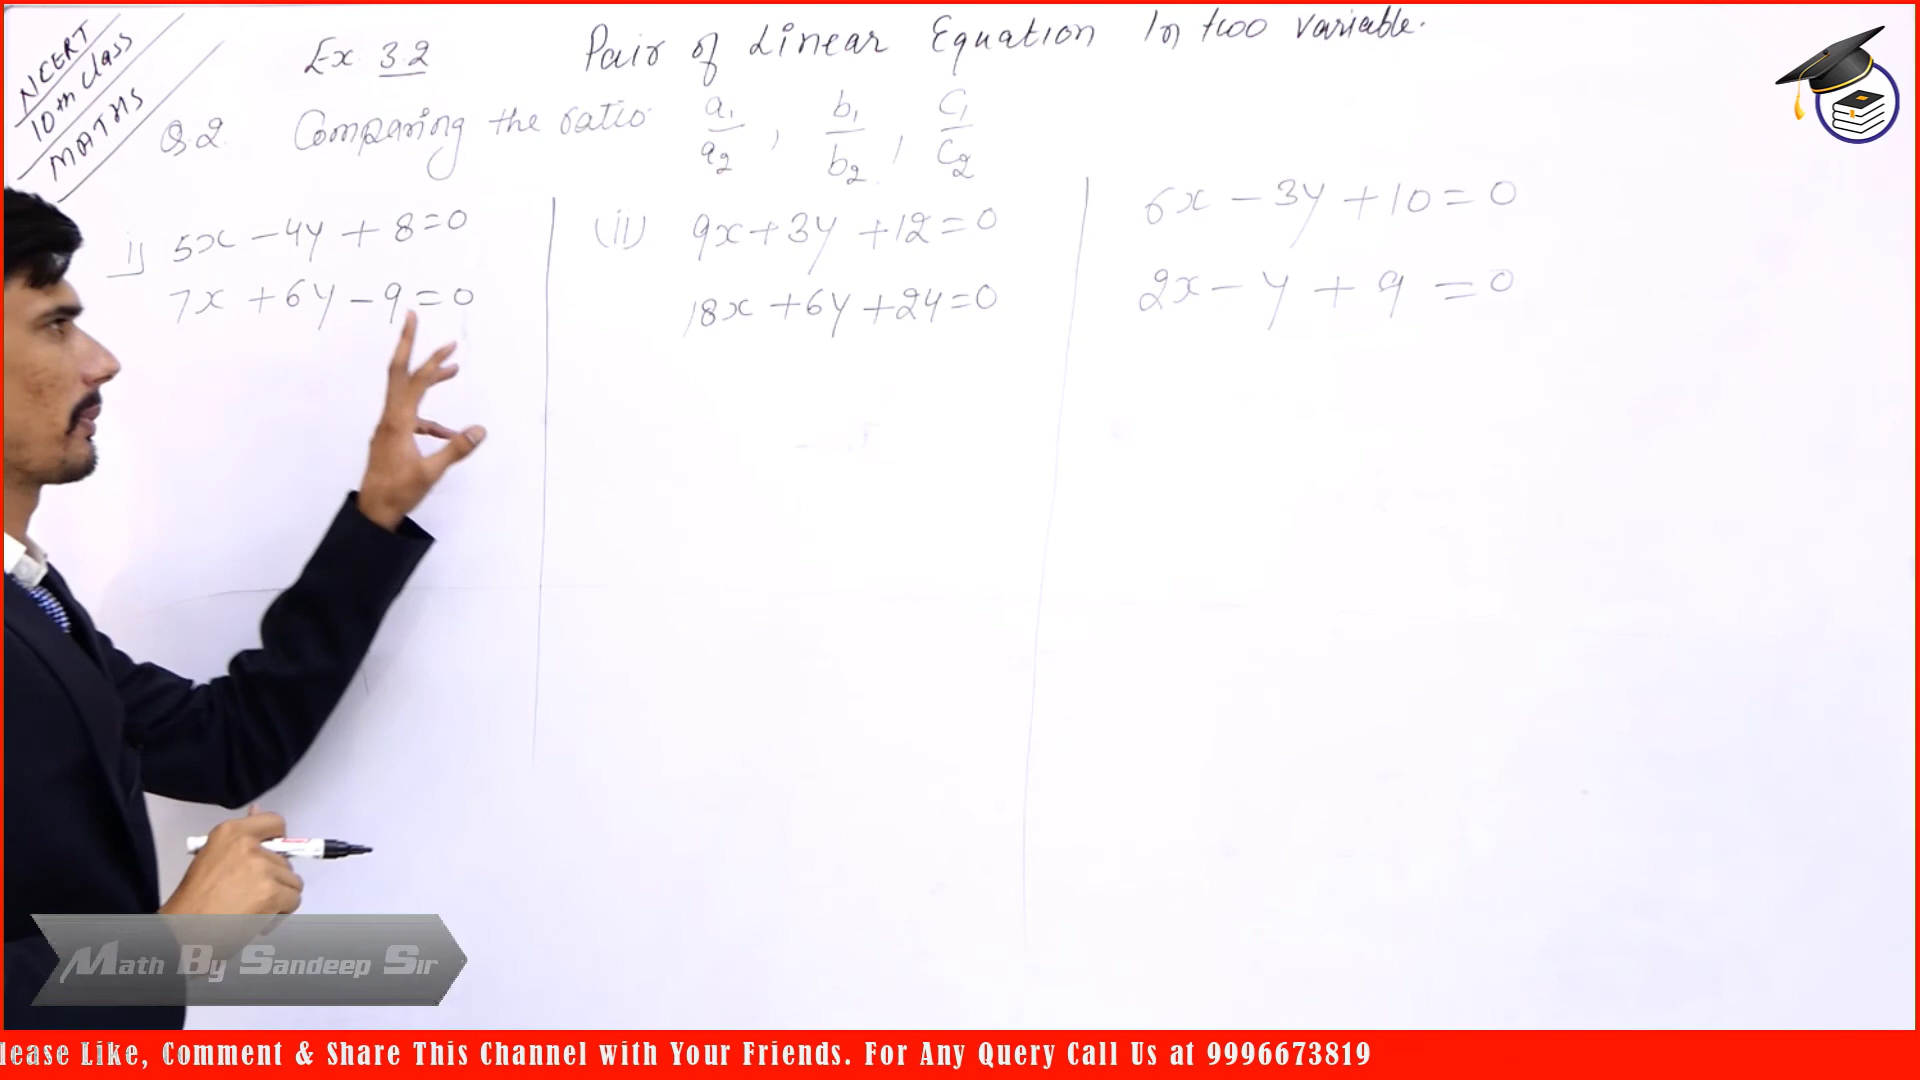 NCERT
10th Class
MATHS
Ex. 3.2
Pair of Linear Equation In two variable.
Q.2. Comparing the ratio a1/a2, b1/b2, c1/c2
i) 5x - 4y + 8 = 0
7x + 6y - 9 = 0
(ii) 9x + 3y + 12 = 0
18x + 6y + 24 = 0
6x - 3y + 10 = 0
2x - y + 9 = 0
Math By Sandeep Sir
lease Like, Comment & Share This Channel with Your Friends. For Any Query Call Us at 9996673819